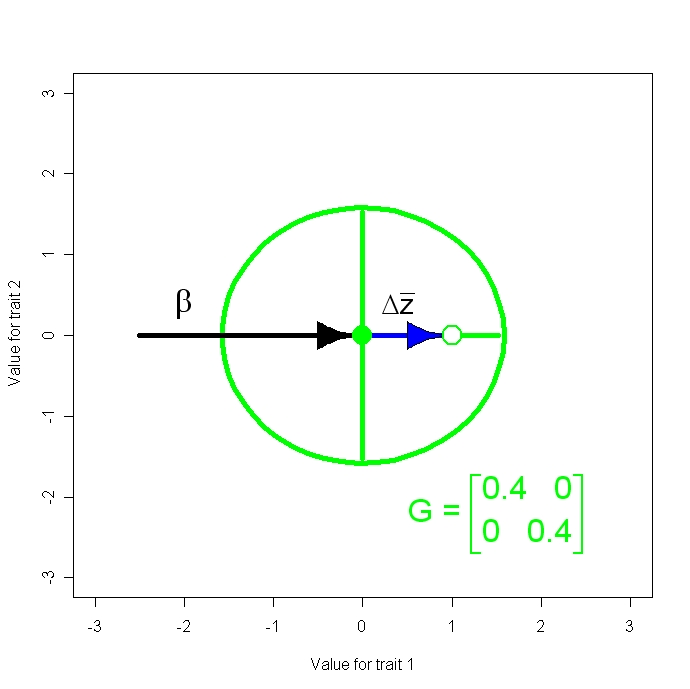 3
2
1
0
-1
-2
-3
Value for trait 2
β
Δz̅
G = [0.4 0
0 0.4]
-3 -2 -1 0 1 2 3
Value for trait 1